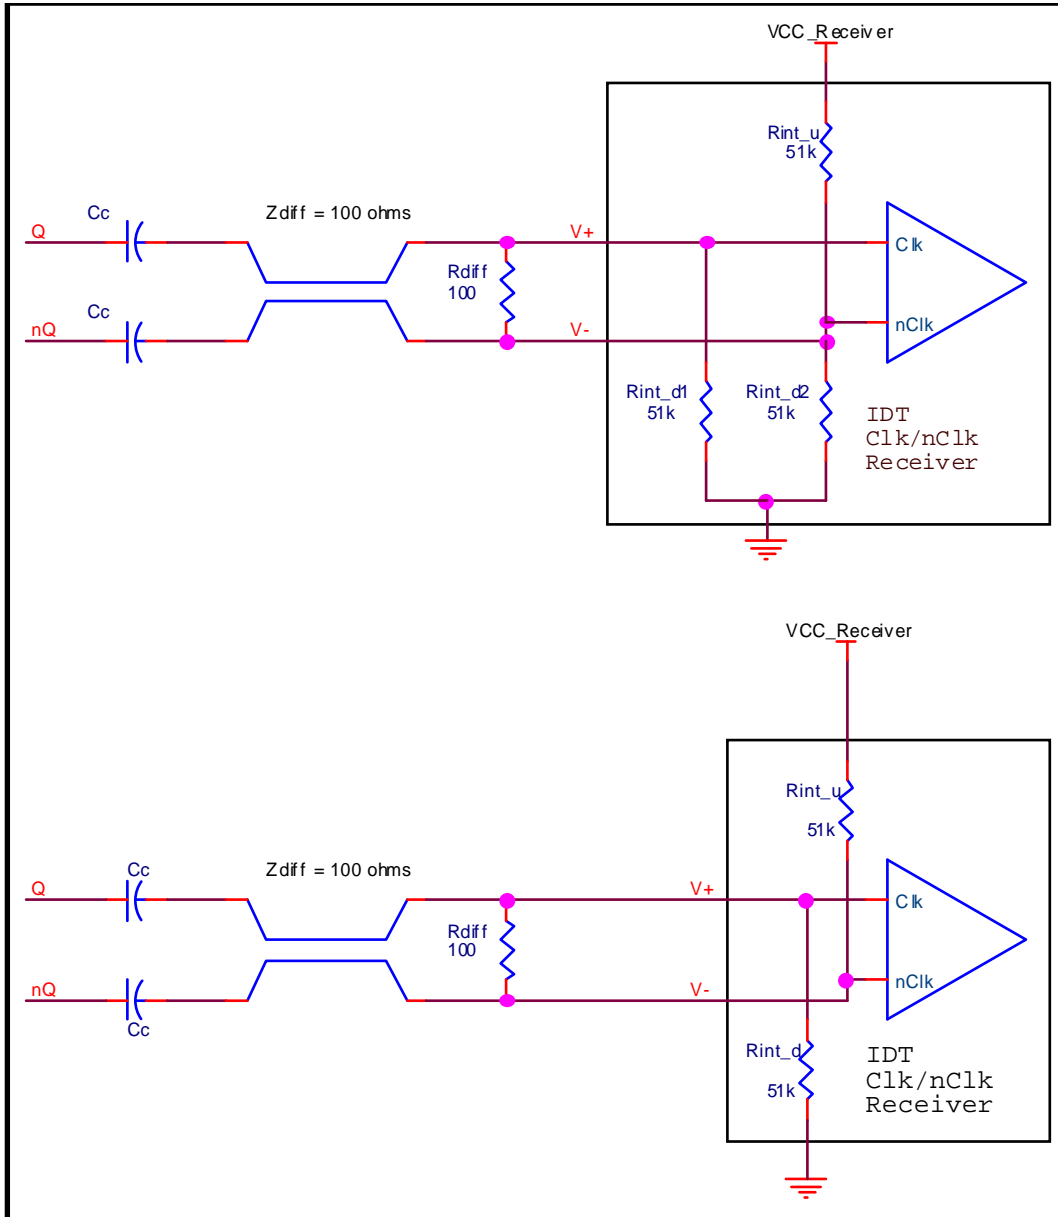 VCC_Receiver
Rint_u
51k
Cc
Zdiff = 100 ohms
Q
V+
Clk
Rdiff
100
Cc
nQ
V-
nClk
Rint_d1
51k
Rint_d2
51k
IDT
Clk/nClk
Receiver
VCC_Receiver
Rint_u
51k
Cc
Zdiff = 100 ohms
Q
V+
Clk
Rdiff
100
nQ
V-
nClk
Cc
Rint_d
51k
IDT
Clk/nClk
Receiver